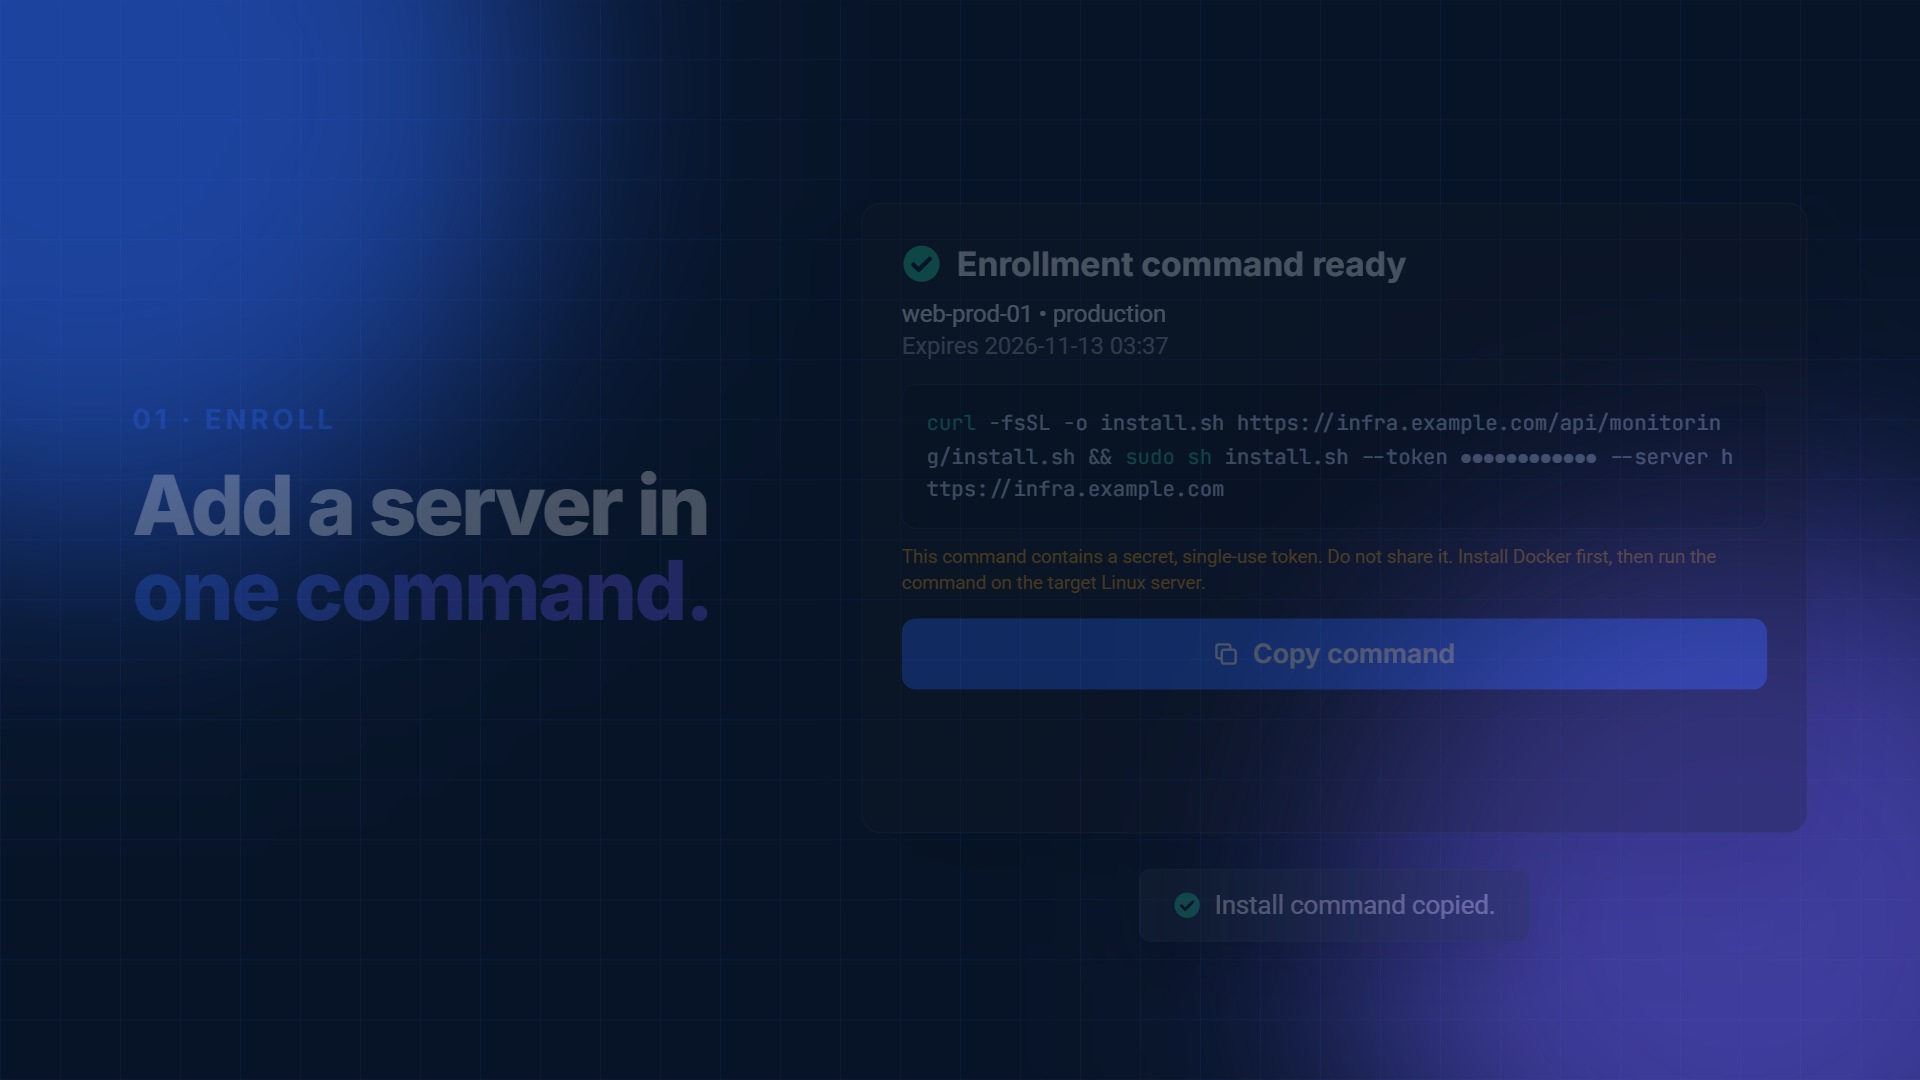 01 · ENROLL
Add a server in
one command.
Enrollment command ready
web-prod-01 • production
Expires 2026-11-13 03:37
curl -fsSL -o install.sh https://infra.example.com/api/monitorin
g/install.sh && sudo sh install.sh --token ●●●●●●●●●●●● --server h
ttps://infra.example.com
This command contains a secret, single-use token. Do not share it. Install Docker first, then run the
command on the target Linux server.
Copy command
Install command copied.